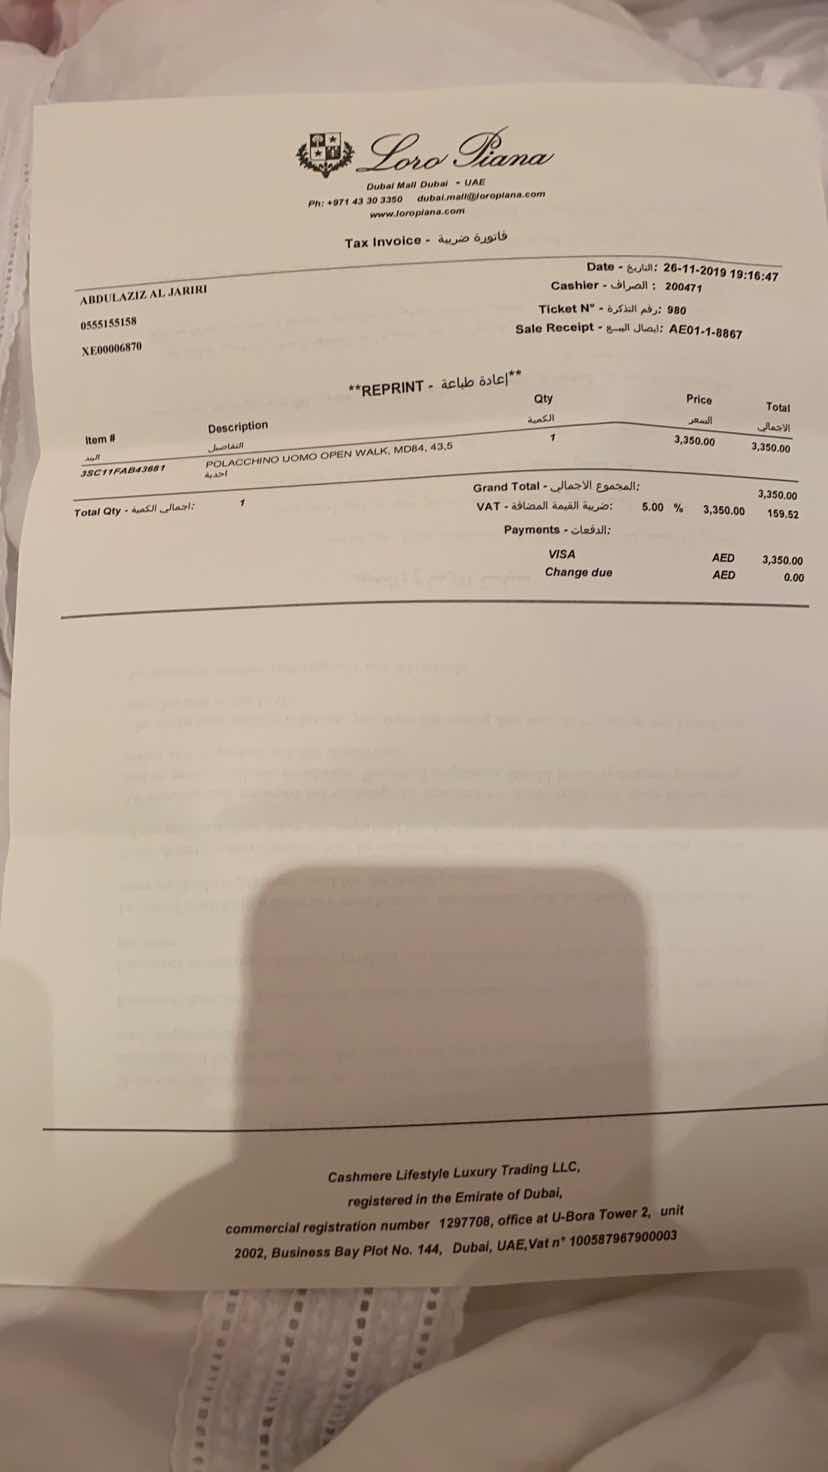 Loro Piana
Dubai Mall Dubai - UAE
Ph: +971 43 30 3350 dubai.mall@loropiana.com
www.loropiana.com
Tax Invoice - فاتورة ضريبة
ABDULAZIZ AL JARIRI
0555155158
XE00006870
Date - التاريخ: 26-11-2019 19:16:47
Cashier - الصراف : 200471
Ticket N° - رقم التذكرة: 980
Sale Receipt - ايصال البيع: AE01-1-8867
**REPRINT - إعادة طباعة**
Item # Description Qty Price Total
البند التفاصيل الكمية السعر الاجمالي
3SC11FAB43681 POLACCHINO UOMO OPEN WALK, MD84, 43,5 1 3,350.00 3,350.00
احذية
Total Qty - اجمالى الكمية: 1
Grand Total - المجموع الاجمالي: 3,350.00
VAT - ضريبة القيمة المضافة: 5.00 % 3,350.00 159.52
Payments - الدفعات:
VISA AED 3,350.00
Change due AED 0.00
Cashmere Lifestyle Luxury Trading LLC,
registered in the Emirate of Dubai,
commercial registration number 1297708, office at U-Bora Tower 2, unit
2002, Business Bay Plot No. 144, Dubai, UAE,Vat n° 100587967900003